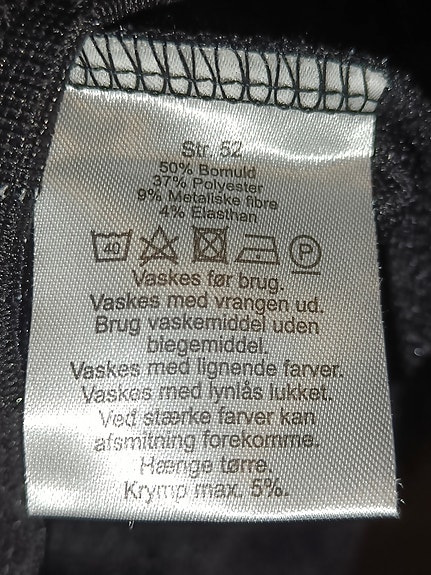 Str. 52
50% Bomuld
37% Polyester
9% Metaliske fibre
4% Elasthan
40 P
Vaskes før brug.
Vaskes med vrangen ud.
Brug vaskemiddel uden
blegemiddel.
Vaskes med lignende farver.
Vaskes med lynlås lukket.
Ved stærke farver kan
afsmitning forekomme.
Hænge tørre.
Krymp max. 5%.